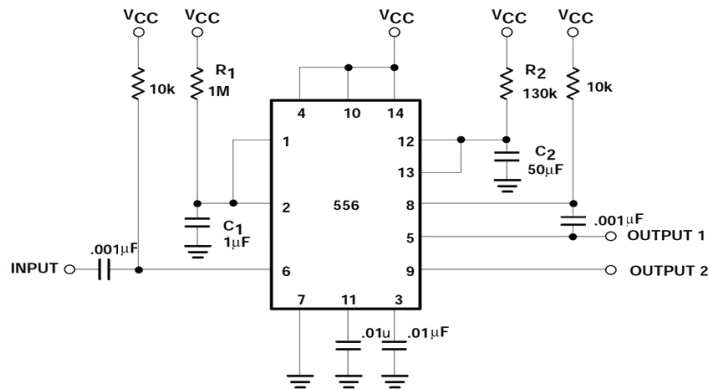 VCC VCC VCC VCC VCC
10k
R1
1M
R2
130k
10k
4 10 14
1
12
13
C2
50μF
2
556
8
.001μF
C1
1μF
5
OUTPUT 1
.001μF
INPUT
6
9
OUTPUT 2
7 11 3
.01u
.01μF